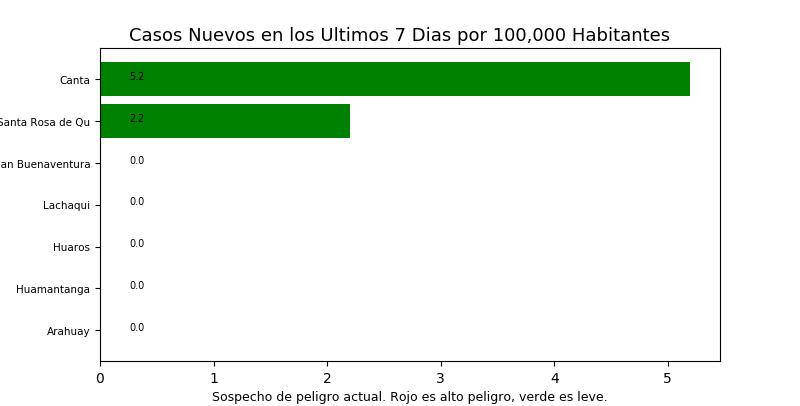 Casos Nuevos en los Ultimos 7 Dias por 100,000 Habitantes
Canta 5.2
Santa Rosa de Qu 2.2
an Buenaventura 0.0
Lachaqui 0.0
Huaros 0.0
Huamantanga 0.0
Arahuay 0.0
0 1 2 3 4 5
Sospecho de peligro actual. Rojo es alto peligro, verde es leve.